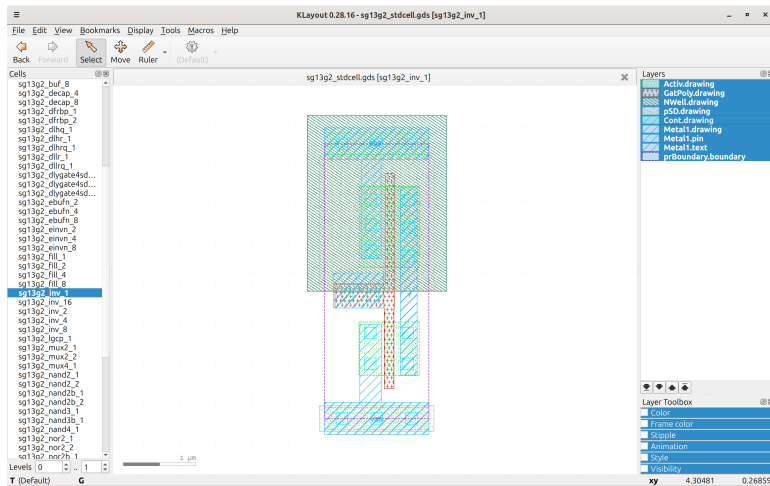 KLayout 0.28.16 - sg13g2_stdcell.gds [sg13g2_inv_1]
File Edit View Bookmarks Display Tools Macros Help
Back Forward Select Move Ruler (Default)
Cells
sg13g2_buf_8
sg13g2_decap_4
sg13g2_decap_8
sg13g2_dfrbp_1
sg13g2_dfrbp_2
sg13g2_dlhq_1
sg13g2_dlhr_1
sg13g2_dlhrq_1
sg13g2_dllr_1
sg13g2_dllrq_1
sg13g2_dlygate4sd...
sg13g2_dlygate4sd...
sg13g2_dlygate4sd...
sg13g2_ebufn_2
sg13g2_ebufn_4
sg13g2_ebufn_8
sg13g2_einvn_2
sg13g2_einvn_4
sg13g2_einvn_8
sg13g2_fill_1
sg13g2_fill_2
sg13g2_fill_4
sg13g2_fill_8
sg13g2_inv_1
sg13g2_inv_16
sg13g2_inv_2
sg13g2_inv_4
sg13g2_inv_8
sg13g2_lgcp_1
sg13g2_mux2_1
sg13g2_mux2_2
sg13g2_mux4_1
sg13g2_nand2_1
sg13g2_nand2_2
sg13g2_nand2b_1
sg13g2_nand2b_2
sg13g2_nand3_1
sg13g2_nand3b_1
sg13g2_nand4_1
sg13g2_nor2_1
sg13g2_nor2_2
sg13g2_nor2b_1
Levels 0 .. 1
sg13g2_stdcell.gds [sg13g2_inv_1]
1 µm
Layers
Activ.drawing
GatPoly.drawing
NWell.drawing
pSD.drawing
Cont.drawing
Metal1.drawing
Metal1.pin
Metal1.text
prBoundary.boundary
Layer Toolbox
Color
Frame color
Stipple
Animation
Style
Visibility
T (Default) G xy 4.30481 0.26859